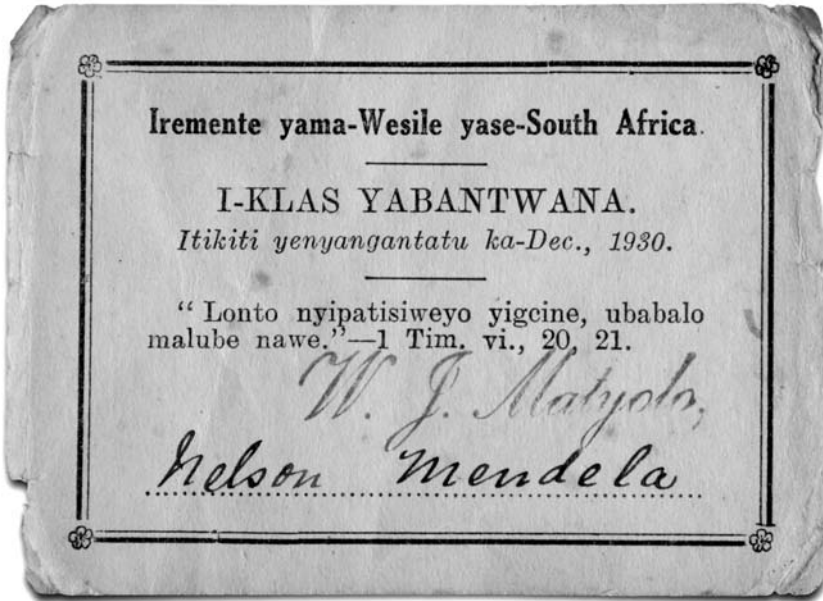 Iremente yama-Wesile yase-South Africa.
I-KLAS YABANTWANA.
Itikiti yenyangantatu ka-Dec., 1930.
“ Lonto nyipatisiweyo yigcine, ubabalo
malube nawe.”—1 Tim. vi., 20, 21.
W. J. Matyolo,
Nelson Mendela